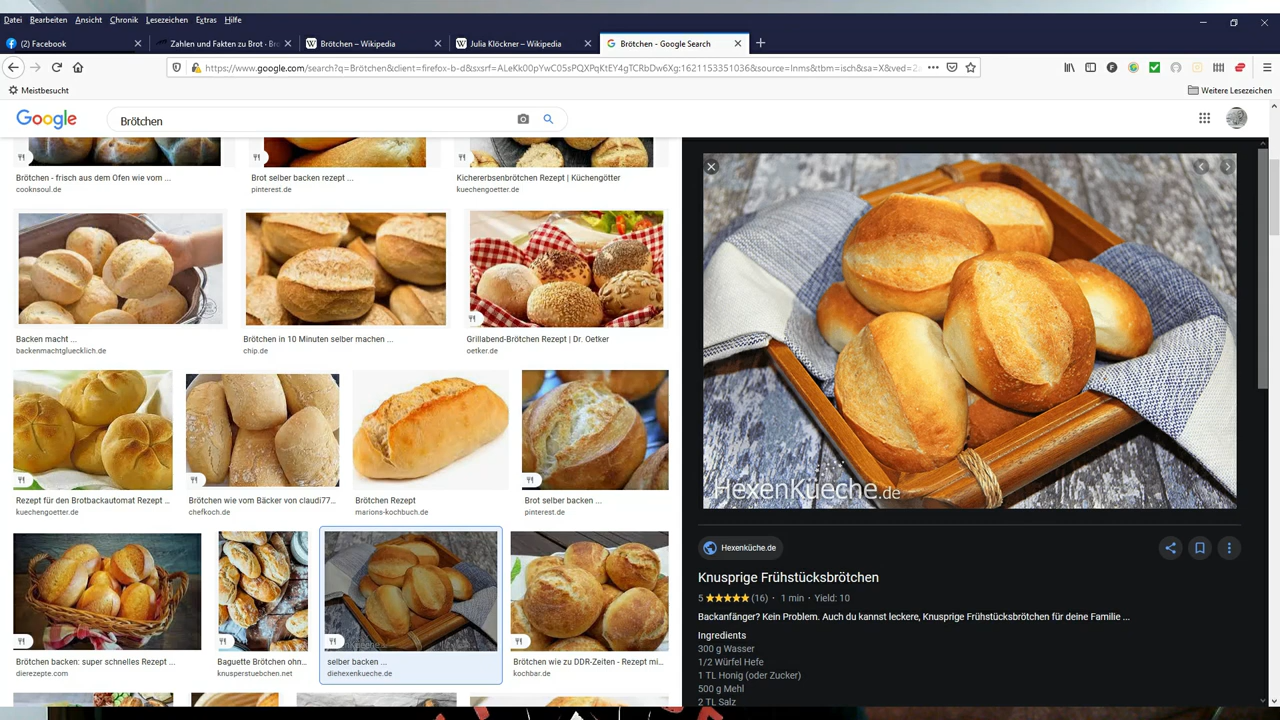 Datei Bearbeiten Ansicht Chronik Lesezeichen Extras Hilfe
(2) Facebook
Zahlen und Fakten zu Brot - Bru
Brötchen – Wikipedia
Julia Klöckner – Wikipedia
Brötchen - Google Search
https://www.google.com/search?q=Brötchen&client=firefox-b-d&sxsrf=ALeKk00pYwC05sPQXPqKtEY4gTCRbDw6Xg:1621153351036&source=lnms&tbm=isch&sa=X&ved=2
Meistbesucht
Weitere Lesezeichen
Google
Brötchen
Brötchen - frisch aus dem Ofen wie vom ...
cooknsoul.de
Brot selber backen rezept ...
pinterest.de
Kichererbsenbrötchen Rezept | Küchengötter
kuechengoetter.de
Backen macht ...
backenmachtgluecklich.de
Brötchen in 10 Minuten selber machen ...
chip.de
Grillabend-Brötchen Rezept | Dr. Oetker
oetker.de
Rezept für den Brotbackautomat Rezept ...
kuechengoetter.de
Brötchen wie vom Bäcker von claudi77...
chefkoch.de
Brötchen Rezept
marions-kochbuch.de
Brot selber backen ...
pinterest.de
Brötchen backen: super schnelles Rezept ...
dierezepte.com
Baguette Brötchen ohn...
knusperstuebchen.net
selber backen ...
diehexenkueche.de
Brötchen wie zu DDR-Zeiten - Rezept mi...
kochbar.de
HexenKueche.de
Hexenküche.de
Knusprige Frühstücksbrötchen
5 ★★★★★ (16) · 1 min · Yield: 10
Backanfänger? Kein Problem. Auch du kannst leckere, Knusprige Frühstücksbrötchen für deine Familie ...
Ingredients
300 g Wasser
1/2 Würfel Hefe
1 TL Honig (oder Zucker)
500 g Mehl
2 TL Salz